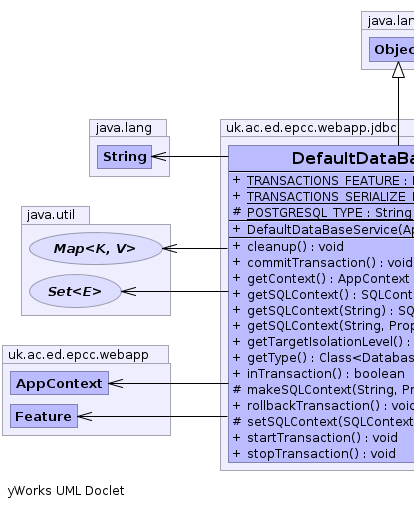 java.lan
Objec
java.lang
String
uk.ac.ed.epcc.webapp.jdbc
DefaultDataBa
+ TRANSACTIONS_FEATURE :
+ TRANSACTIONS_SERIALIZE_
# POSTGRESQL_TYPE : String
+ DefaultDataBaseService(Ap
+ cleanup() : void
+ commitTransaction() : void
+ getContext() : AppContext
+ getSQLContext() : SQLCont
+ getSQLContext(String) : SQ
+ getSQLContext(String, Prop
+ getTargetIsolationLevel() :
+ getType() : Class<Databas
+ inTransaction() : boolean
# makeSQLContext(String, Pr
+ rollbackTransaction() : voic
# setSQLContext(SQLContext
+ startTransaction() : void
+ stopTransaction() : void
java.util
Map<K, V>
Set<E>
uk.ac.ed.epcc.webapp
AppContext
Feature
yWorks UML Doclet